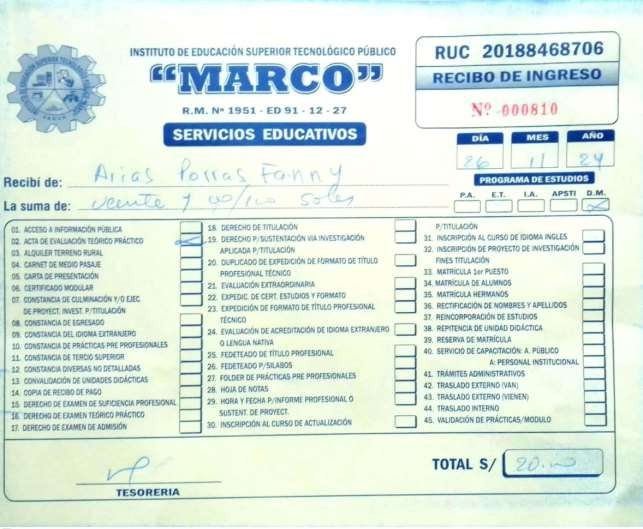 INSTITUTO DE EDUCACIÓN SUPERIOR TECNOLÓGICO PÚBLICO
"MARCO"
R.M. Nº 1951 - ED 91 - 12 - 27
SERVICIOS EDUCATIVOS
RUC 20188468706
RECIBO DE INGRESO
Nº 000810
DÍA MES AÑO
26 11 24
Recibí de: Arias Porras Fanny
La suma de: veinte y 00/100 Soles
PROGRAMA DE ESTUDIOS
P.A. E.T. I.A. APSTI D.M.
01. ACCESO A INFORMACIÓN PÚBLICA
02. ACTA DE EVALUACIÓN TEÓRICO PRÁCTICO
03. ALQUILER TERRENO RURAL
04. CARNET DE MEDIO PASAJE
05. CARTA DE PRESENTACIÓN
06. CERTIFICADO MODULAR
07. CONSTANCIA DE CULMINACIÓN Y/O EJEC
DE PROYECT. INVEST. P/TITULACIÓN
08. CONSTANCIA DE EGRESADO
09. CONSTANCIA DEL IDIOMA EXTRANJERO
10. CONSTANCIA DE PRÁCTICAS PRE PROFESIONALES
11. CONSTANCIA DE TERCIO SUPERIOR
12. CONSTANCIA DIVERSAS NO DETALLADAS
13. CONVALIDACIÓN DE UNIDADES DIDÁCTICAS
14. COPIA DE RECIBO DE PAGO
15. DERECHO DE EXAMEN DE SUFICIENCIA PROFESIONAL
16. DERECHO DE EXAMEN TEÓRICO PRÁCTICO
17. DERECHO DE EXAMEN DE ADMISIÓN
18. DERECHO DE TITULACIÓN
19. DERECHO P/SUSTENTACIÓN VIA INVESTIGACIÓN
APLICADA P/TITULACIÓN
20. DUPLICADO DE EXPEDICIÓN DE FORMATO DE TÍTULO
PROFESIONAL TÉCNICO
21. EVALUACIÓN EXTRAORDINARIA
22. EXPEDIC. DE CERT. ESTUDIOS Y FORMATO
23. EXPEDICIÓN DE FORMATO DE TÍTULO PROFESIONAL
TÉCNICO
24. EVALUACIÓN DE ACREDITACIÓN DE IDIOMA EXTRANJERO
O LENGUA NATIVA
25. FEDETEADO DE TÍTULO PROFESIONAL
26. FEDETEADO P/SILABOS
27. FOLDER DE PRÁCTICAS PRE PROFESIONALES
28. HOJA DE NOTAS
29. HORA Y FECHA P/INFORME PROFESIONAL O
SUSTENT. DE PROYECT.
30. INSCRIPCIÓN AL CURSO DE ACTUALIZACIÓN
P/TITULACIÓN
31. INSCRIPCIÓN AL CURSO DE IDIOMA INGLES
32. INSCRIPCIÓN DE PROYECTO DE INVESTIGACIÓN
FINES TITULACIÓN
33. MATRÍCULA 1er PUESTO
34. MATRÍCULA DE ALUMNOS
35. MATRÍCULA HERMANOS
36. RECTIFICACIÓN DE NOMBRES Y APELLIDOS
37. REINCORPORACIÓN DE ESTUDIOS
38. REPITENCIA DE UNIDAD DIDÁCTICA
39. RESERVA DE MATRÍCULA
40. SERVICIO DE CAPACITACIÓN: A. PÚBLICO
A: PERSONAL INSTITUCIONAL
41. TRÁMITES ADMINISTRATIVOS
42. TRASLADO EXTERNO (VAN)
43. TRASLADO EXTERNO (VIENEN)
44. TRASLADO INTERNO
45. VALIDACIÓN DE PRÁCTICAS/MODULO
TESORERIA
TOTAL S/ 20.00